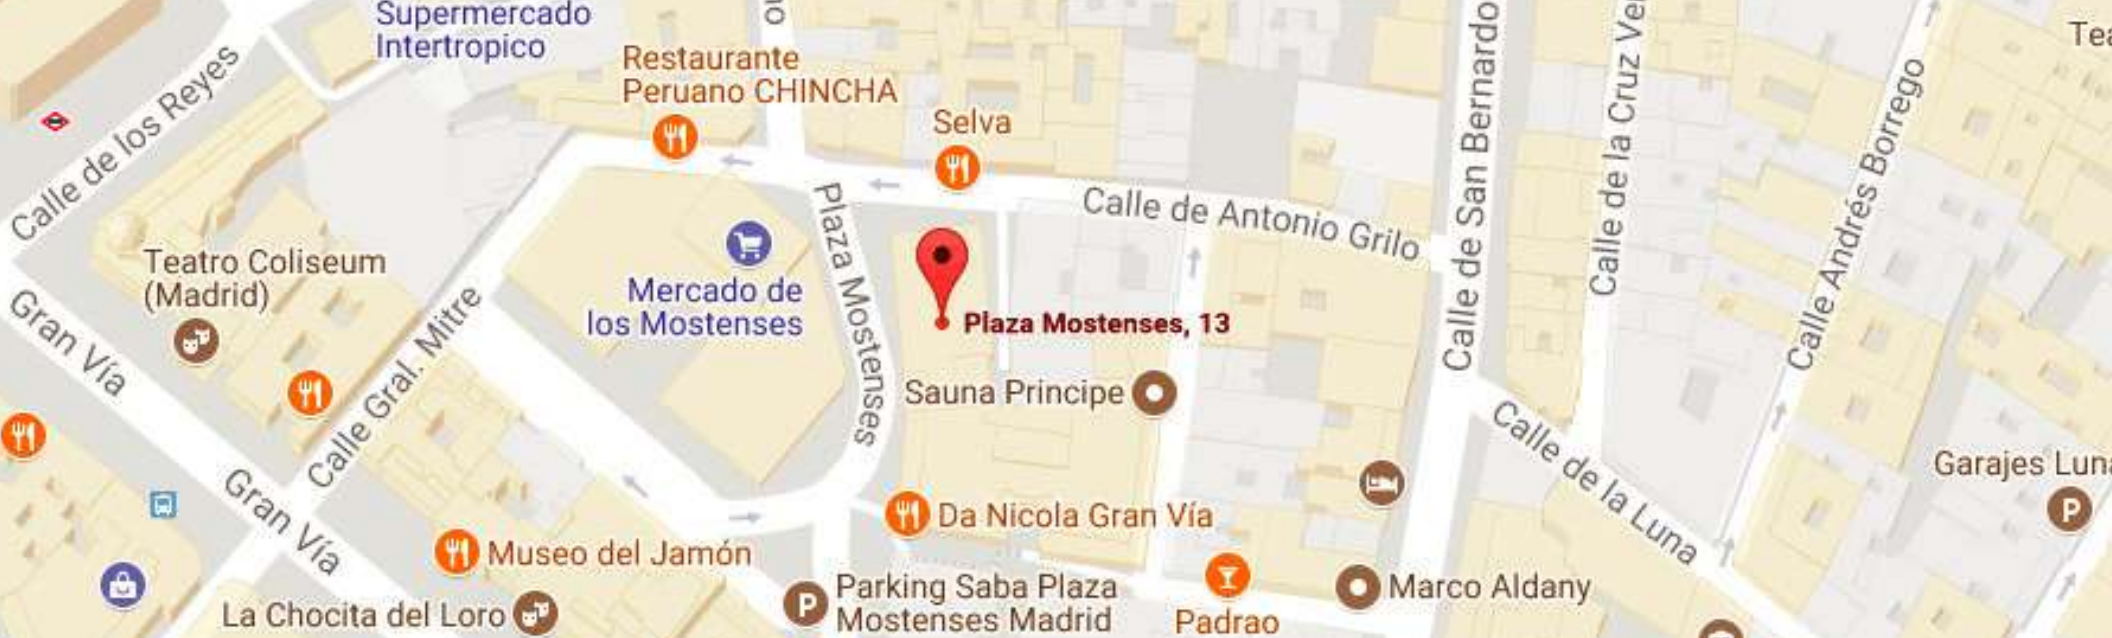 Supermercado
Intertropico
Restaurante
Peruano CHINCHA
Selva
Calle de los Reyes
Calle de Antonio Grilo
Calle de San Bernardo
Calle de la Cruz Ver
Calle Andrés Borrego
Teatro Coliseum
(Madrid)
Mercado de
los Mostenses
Plaza Mostenses
Plaza Mostenses, 13
Sauna Principe
Gran Vía
Calle Gral. Mitre
Calle de la Luna
Garajes Luna
P
Gran Vía
Da Nicola Gran Vía
Museo del Jamón
La Chocita del Loro
P
Parking Saba Plaza
Mostenses Madrid
Padrao
Marco Aldany